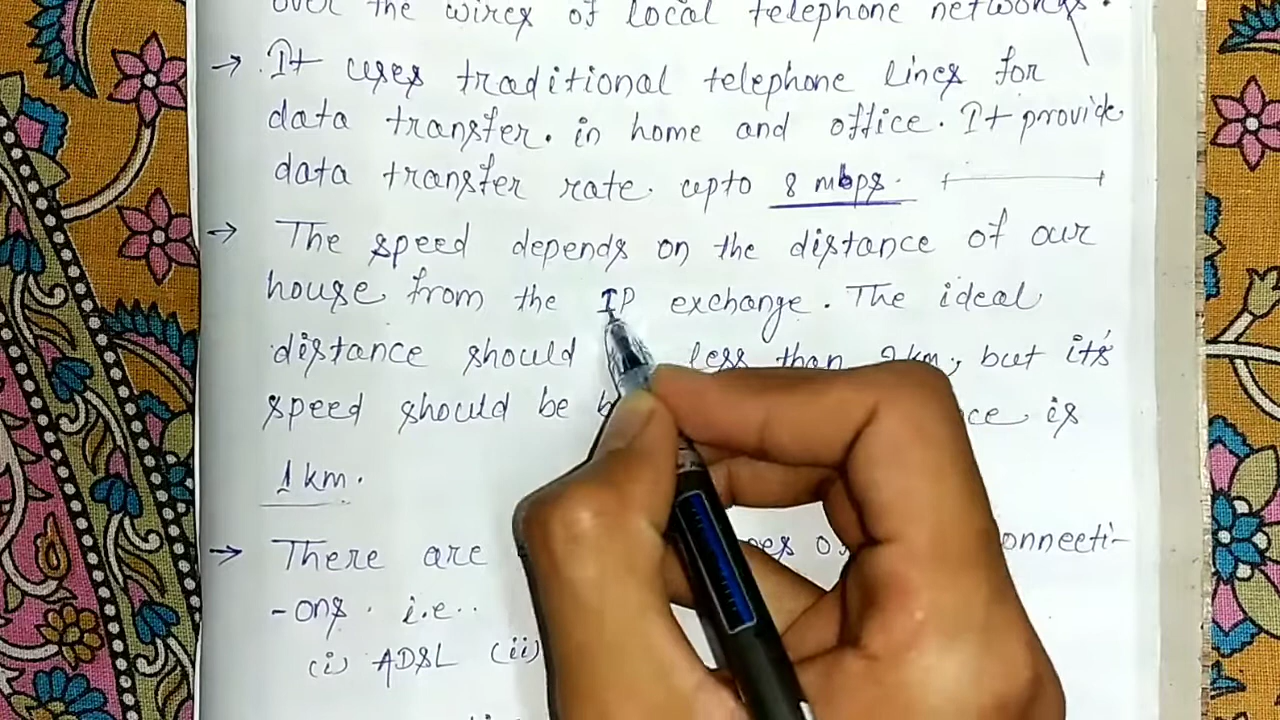 over the wires of local telephone networks.
→ It uses traditional telephone lines for
data transfer. in home and office. It provide
data transfer rate upto 8 mbps.
→ The speed depends on the distance of our
house from the IP exchange. The ideal
distance should less than 2km, but it's
speed should be is
1 km.
→ There are onnecti-
-ons. i.e..
(i) ADSL (ii)